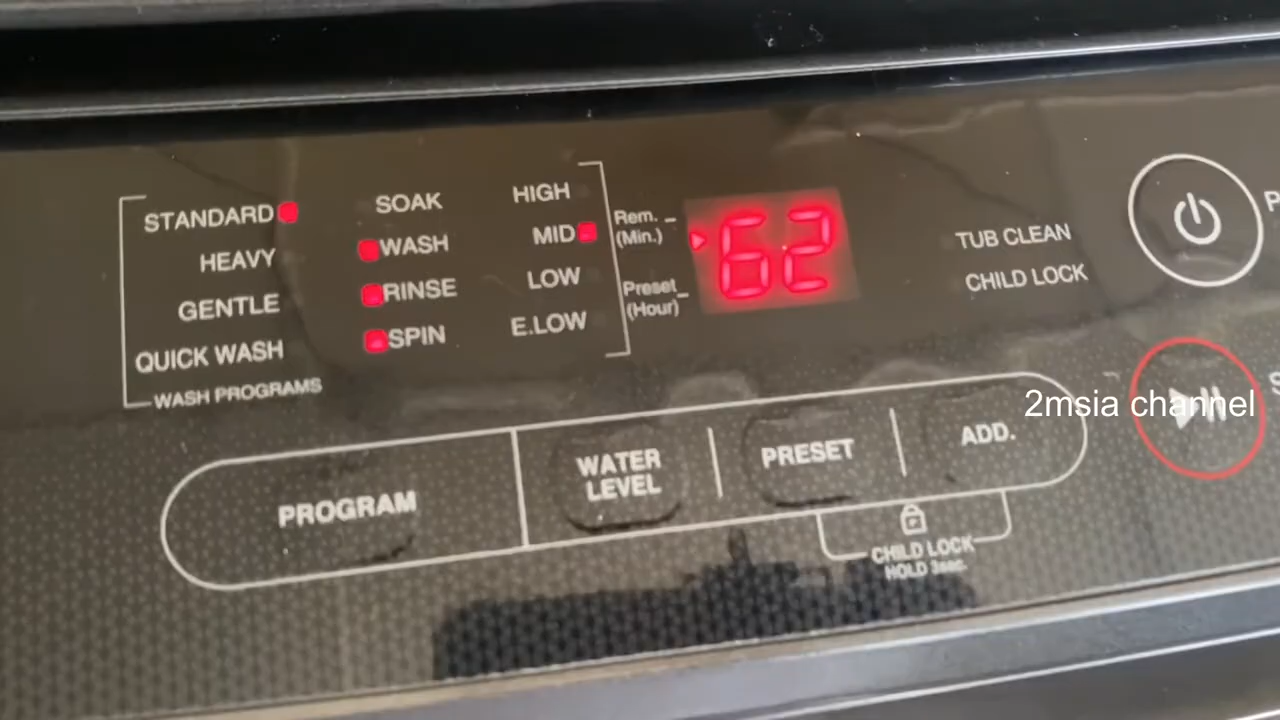 STANDARD
HEAVY
GENTLE
QUICK WASH
WASH PROGRAMS
SOAK
WASH
RINSE
SPIN
HIGH
MID
LOW
E.LOW
Rem.
(Min.)
Preset
(Hour)
62
TUB CLEAN
CHILD LOCK
P
S
2msia channel
PROGRAM
WATER
LEVEL
PRESET
ADD.
CHILD LOCK
HOLD 3sec.